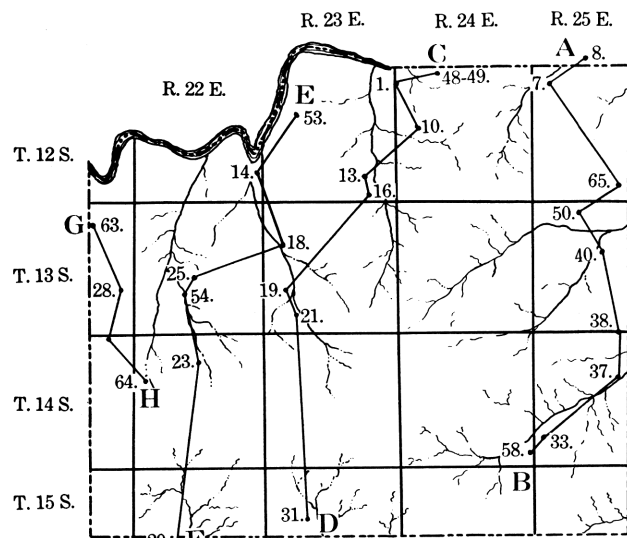 R. 23 E.
R. 24 E.
R. 25 E.
R. 22 E.
A
8.
C
48-49.
1.
7.
E
53.
10.
T. 12 S.
14.
13.
16.
65.
G
63.
50.
18.
40.
T. 13 S.
25.
28.
54.
19.
21.
38.
23.
37.
64.
H
T. 14 S.
58.
33.
B
T. 15 S.
31.
D